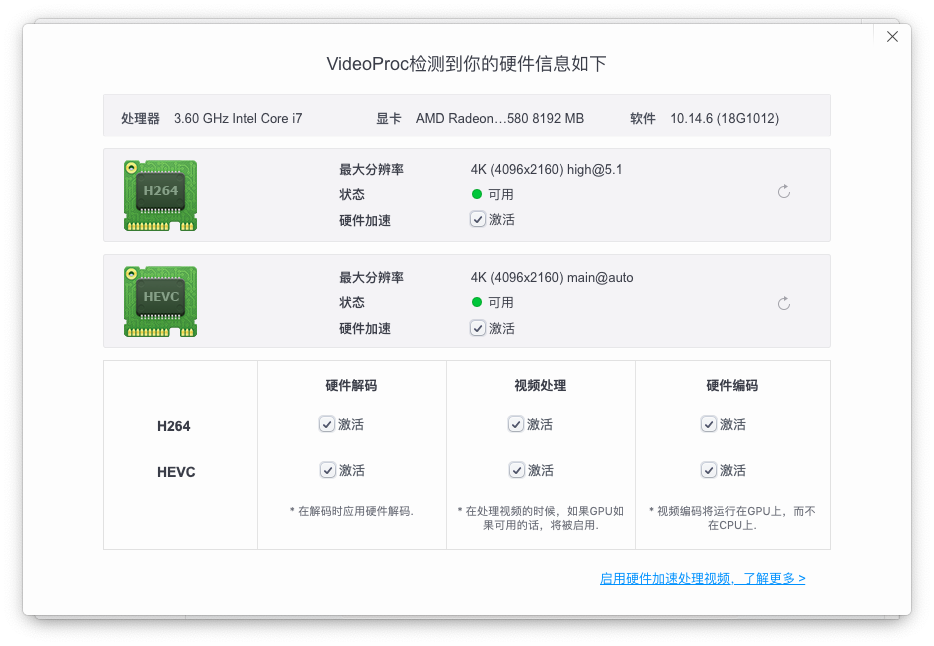 VideoProc检测到你的硬件信息如下
处理器 3.60 GHz Intel Core i7 显卡 AMD Radeon...580 8192 MB 软件 10.14.6 (18G1012)
H264
最大分辨率 4K (4096x2160) high@5.1
状态 可用
硬件加速 激活
HEVC
最大分辨率 4K (4096x2160) main@auto
状态 可用
硬件加速 激活
硬件解码 视频处理 硬件编码
H264 激活 激活 激活
HEVC 激活 激活 激活
* 在解码时应用硬件解码.
* 在处理视频的时候，如果GPU如
果可用的话，将被启用.
* 视频编码将运行在GPU上，而不
在CPU上.
启用硬件加速处理视频，了解更多 >